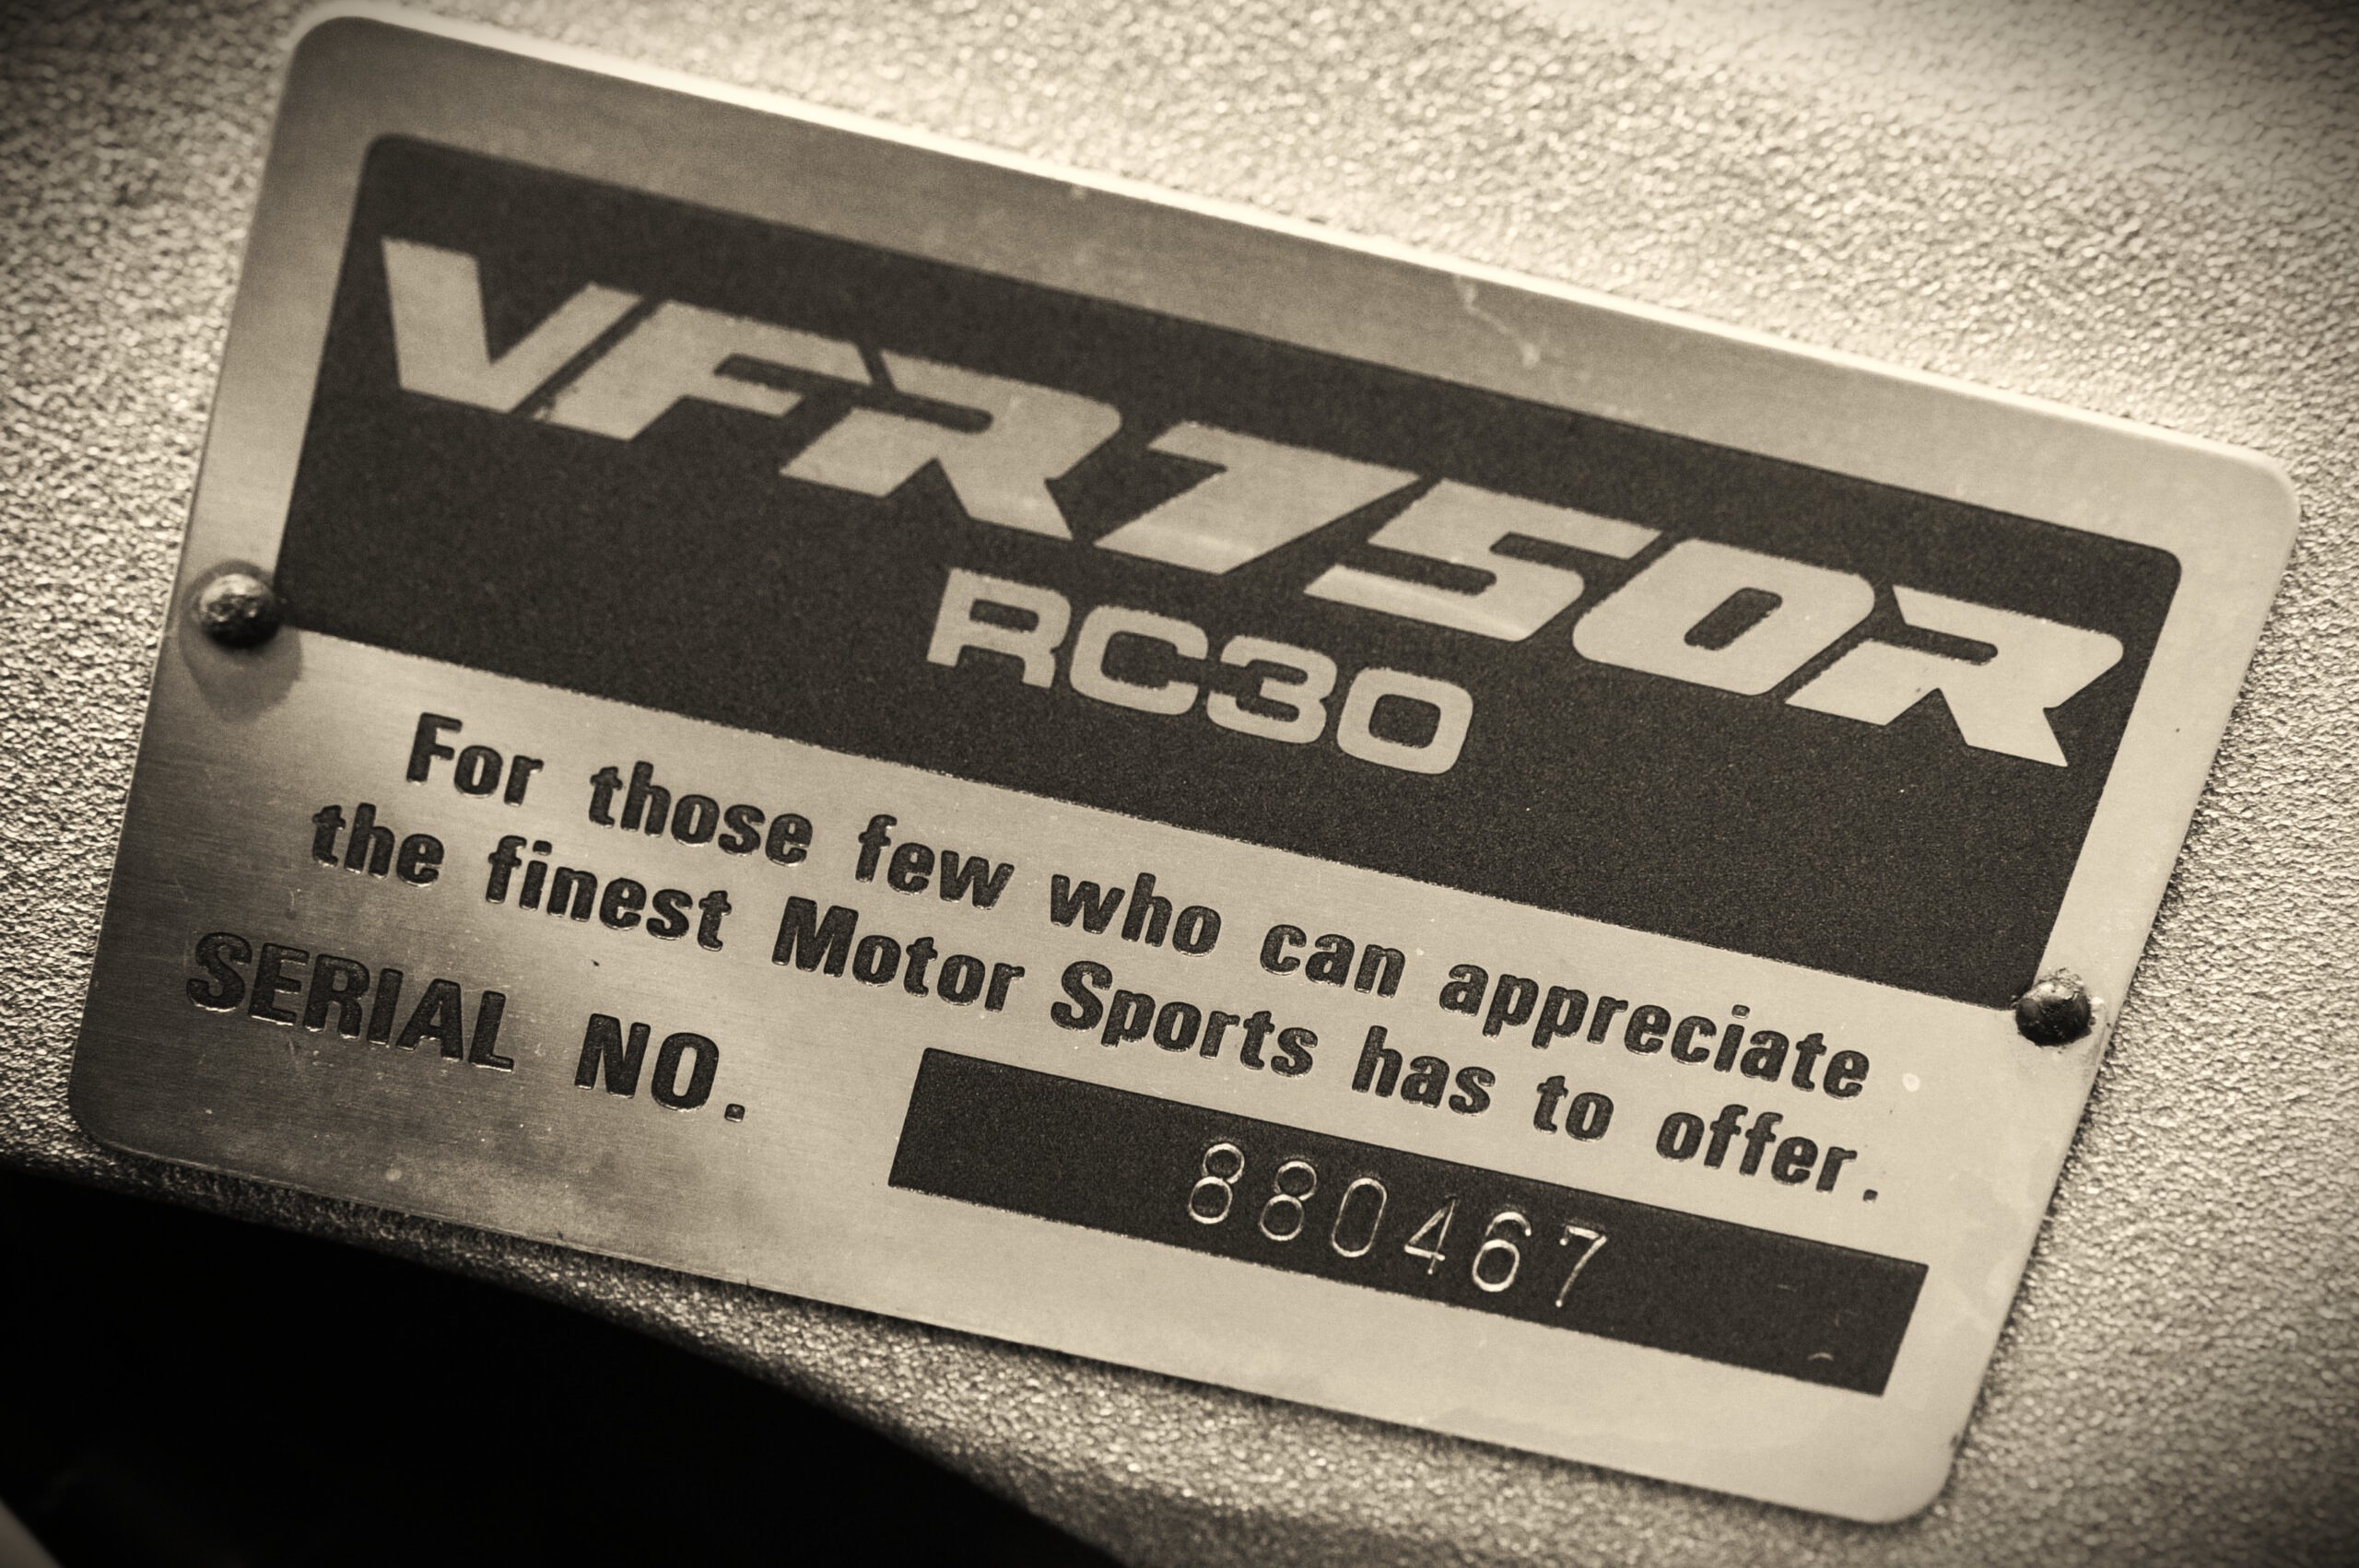 VFR750R
RC30
For those few who can appreciate
the finest Motor Sports has to offer.
SERIAL NO. 880467